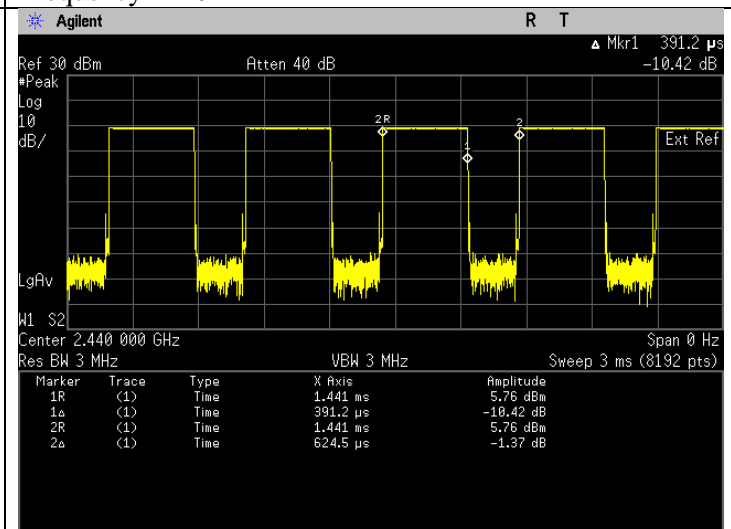 Agilent R T
Δ Mkr1 391.2 µs
Ref 30 dBm Atten 40 dB -10.42 dB
#Peak
Log
10
dB/
2R
1
2
Ext Ref
LgAv
W1 S2
Center 2.440 000 GHz Span 0 Hz
Res BW 3 MHz VBW 3 MHz Sweep 3 ms (8192 pts)
Marker Trace Type X Axis Amplitude
1R (1) Time 1.441 ms 5.76 dBm
1Δ (1) Time 391.2 µs -10.42 dB
2R (1) Time 1.441 ms 5.76 dBm
2Δ (1) Time 624.5 µs -1.37 dB